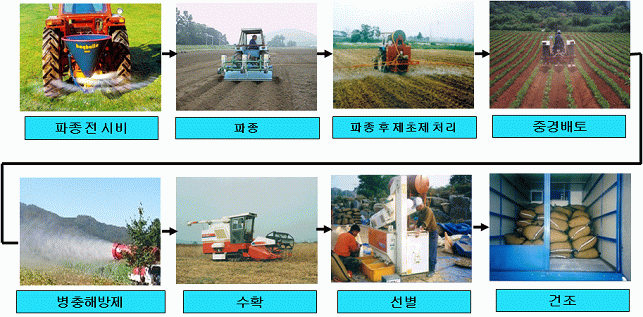 파종 전 시비
파종
파종 후 제초제 처리
중경배토
병충해방제
수확
선별
건조